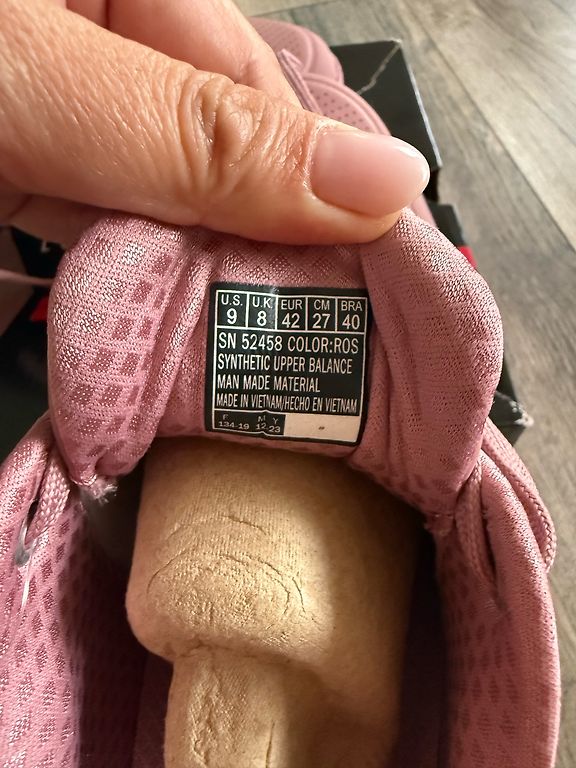 U.S. U.K. EUR CM BRA
9 8 42 27 40
SN 52458 COLOR:ROS
SYNTHETIC UPPER BALANCE
MAN MADE MATERIAL
MADE IN VIETNAM/HECHO EN VIETNAM
F M Y
134-19 12-23